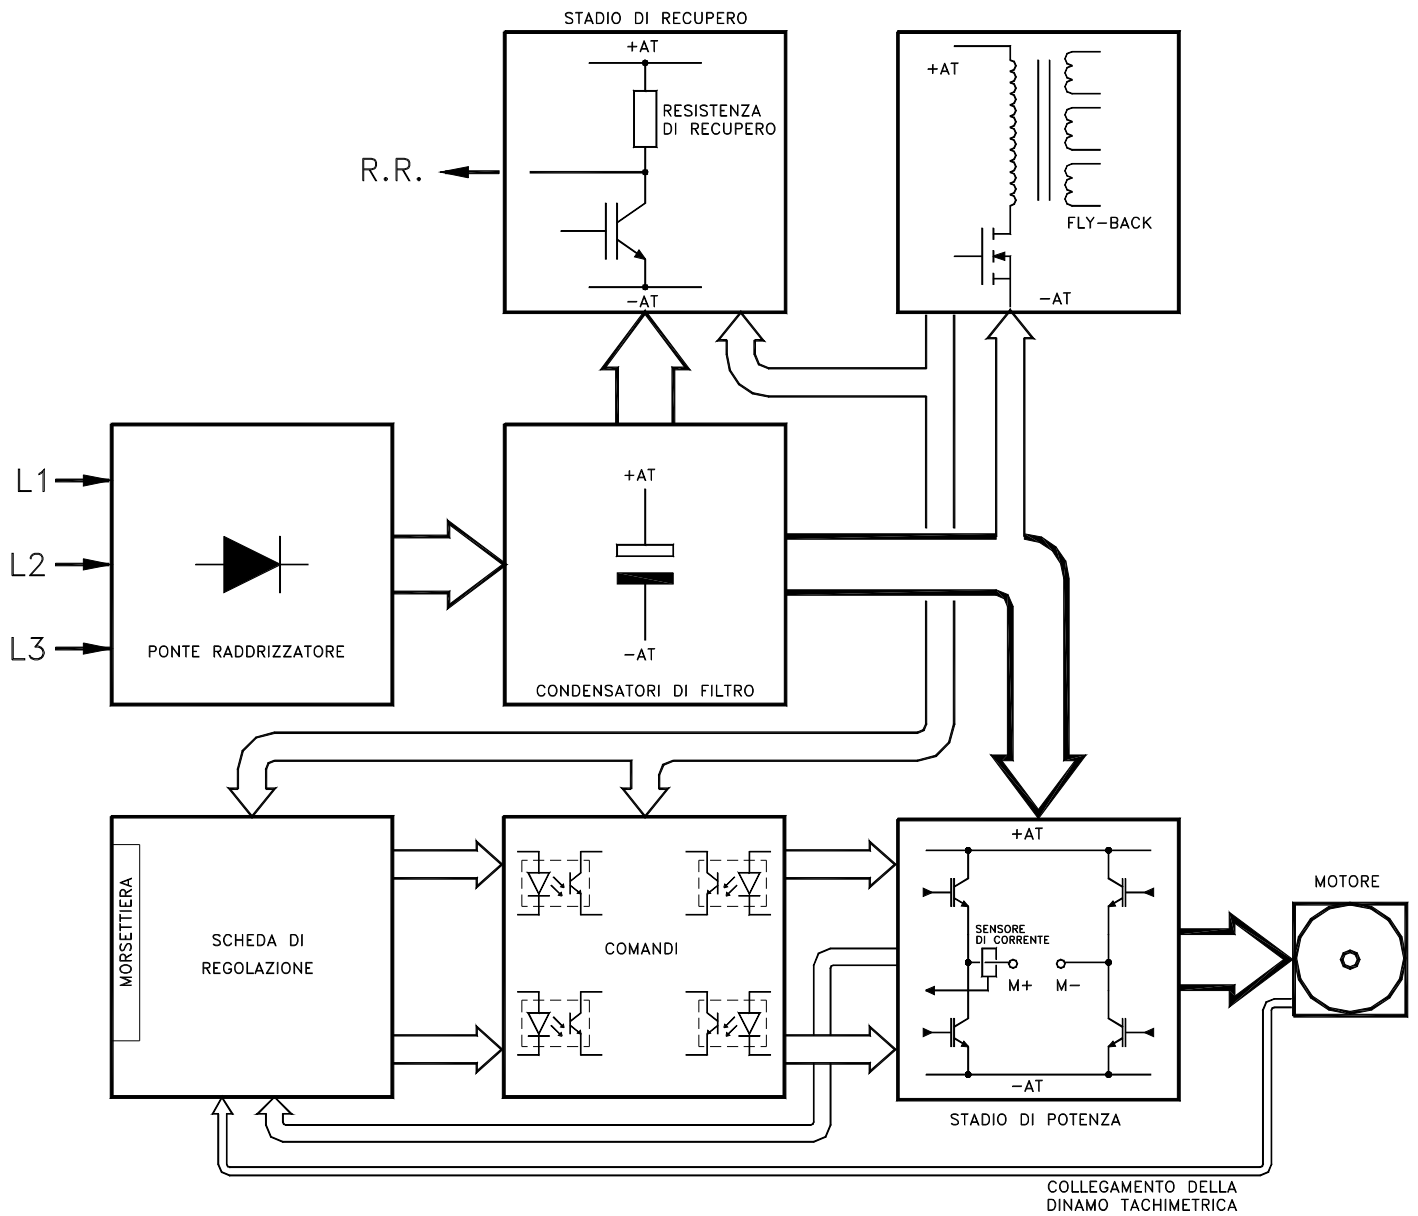 STADIO DI RECUPERO
+AT
RESISTENZA
DI RECUPERO
R.R.
-AT
+AT
FLY-BACK
-AT
L1
L2
L3
PONTE RADDRIZZATORE
+AT
-AT
CONDENSATORI DI FILTRO
MORSETTIERA
SCHEDA DI
REGOLAZIONE
COMANDI
+AT
SENSORE
DI CORRENTE
M+ M-
-AT
STADIO DI POTENZA
MOTORE
COLLEGAMENTO DELLA
DINAMO TACHIMETRICA